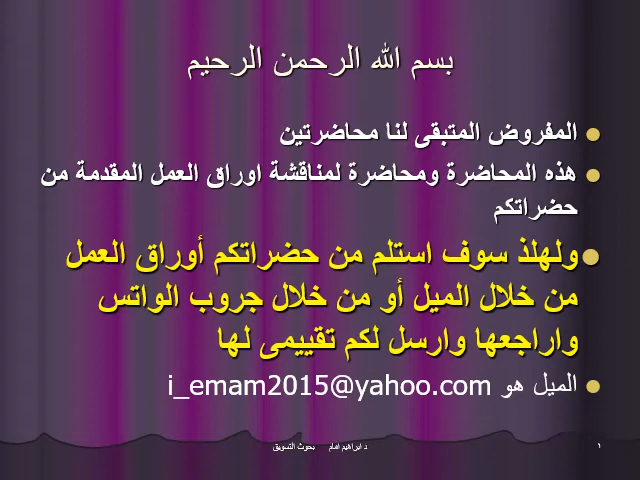 بسم الله الرحمن الرحيم
المفروض المتبقى لنا محاضرتين
هذه المحاضرة ومحاضرة لمناقشة اوراق العمل المقدمة من
حضراتكم
ولهلذ سوف استلم من حضراتكم أوراق العمل
من خلال الميل أو من خلال جروب الواتس
واراجعها وارسل لكم تقييمى لها
الميل هو i_emam2015@yahoo.com
١
د ابراهيم امام بحوث التسويق